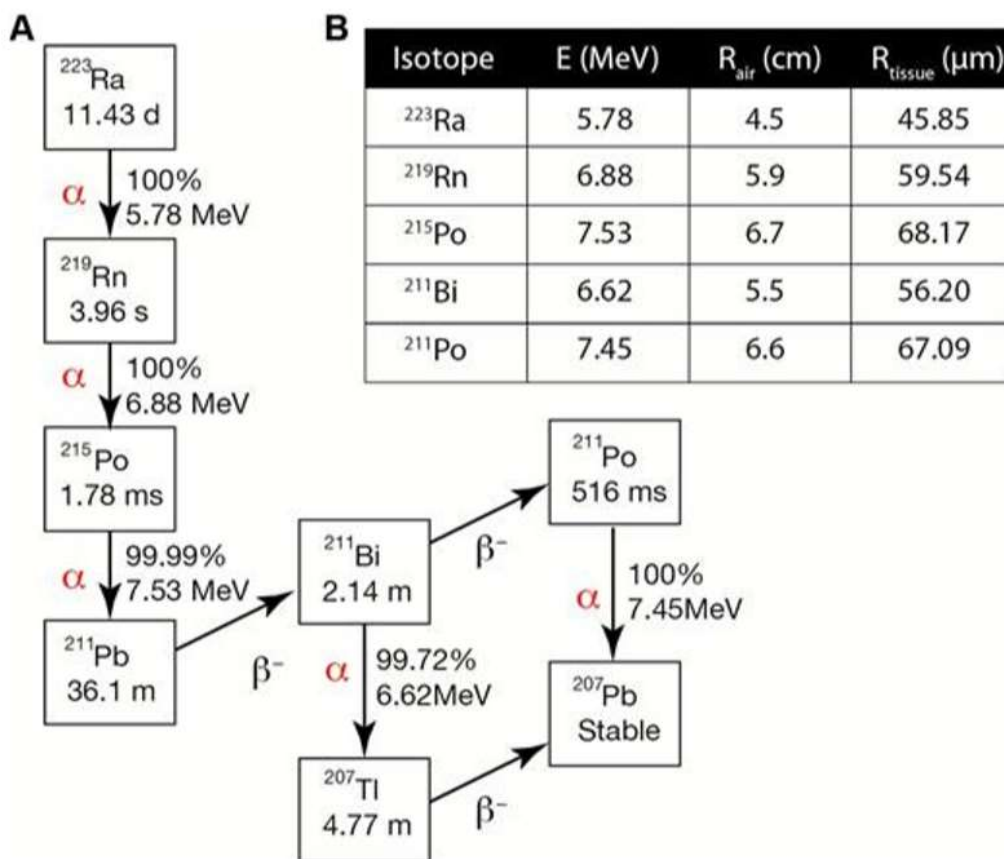 A
B
Isotope E (MeV) R_air (cm) R_tissue (μm)
²²³Ra 5.78 4.5 45.85
²¹⁹Rn 6.88 5.9 59.54
²¹⁵Po 7.53 6.7 68.17
²¹¹Bi 6.62 5.5 56.20
²¹¹Po 7.45 6.6 67.09
²²³Ra
11.43 d
α
100%
5.78 MeV
²¹⁹Rn
3.96 s
α
100%
6.88 MeV
²¹⁵Po
1.78 ms
α
99.99%
7.53 MeV
²¹¹Pb
36.1 m
β⁻
²¹¹Bi
2.14 m
β⁻
α
99.72%
6.62MeV
²⁰⁷Tl
4.77 m
β⁻
²¹¹Po
516 ms
α
100%
7.45MeV
²⁰⁷Pb
Stable